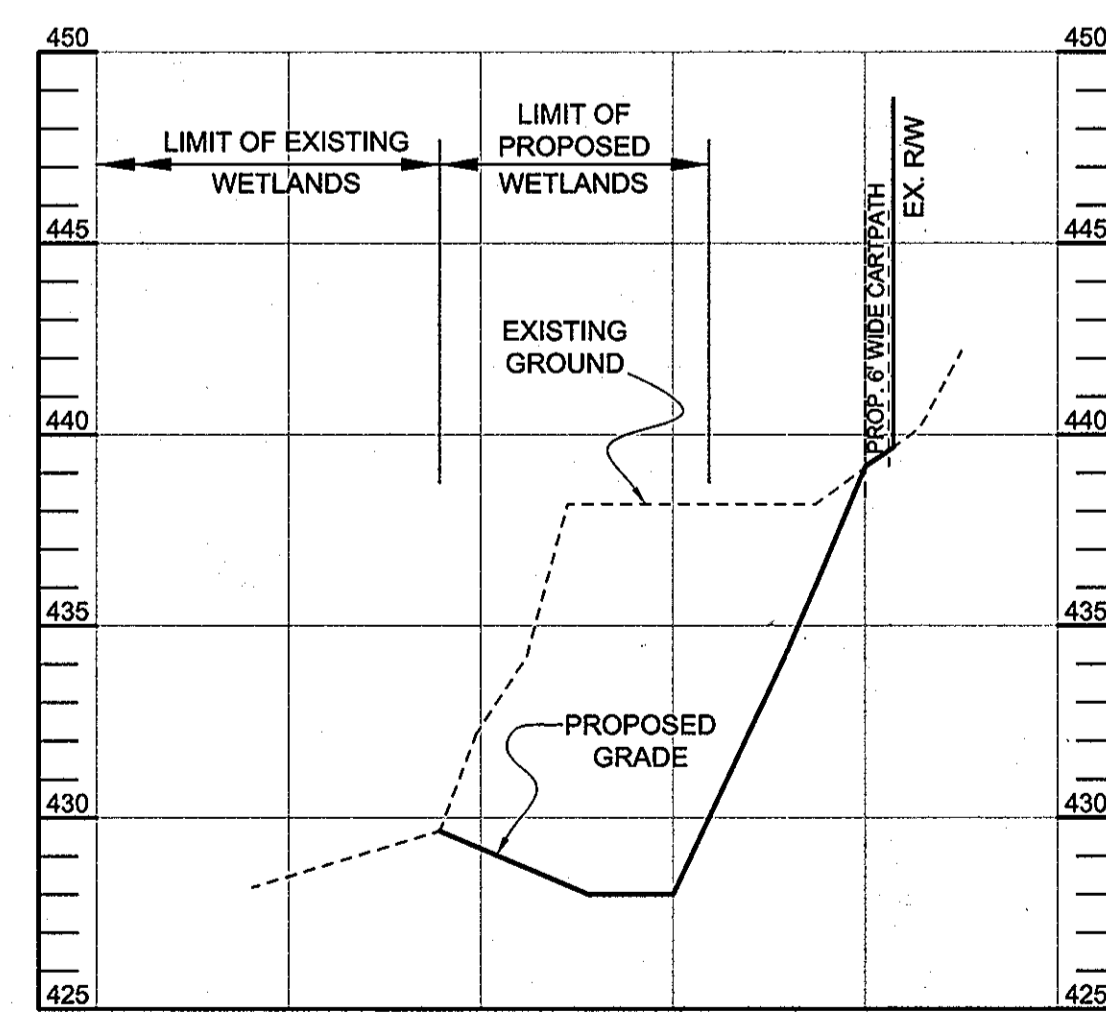 450
450
LIMIT OF EXISTING
WETLANDS
LIMIT OF
PROPOSED
WETLANDS
PROP. 6' WIDE CARTPATH
EX. R/W
445
445
EXISTING
GROUND
440
440
435
435
PROPOSED
GRADE
430
430
425
425